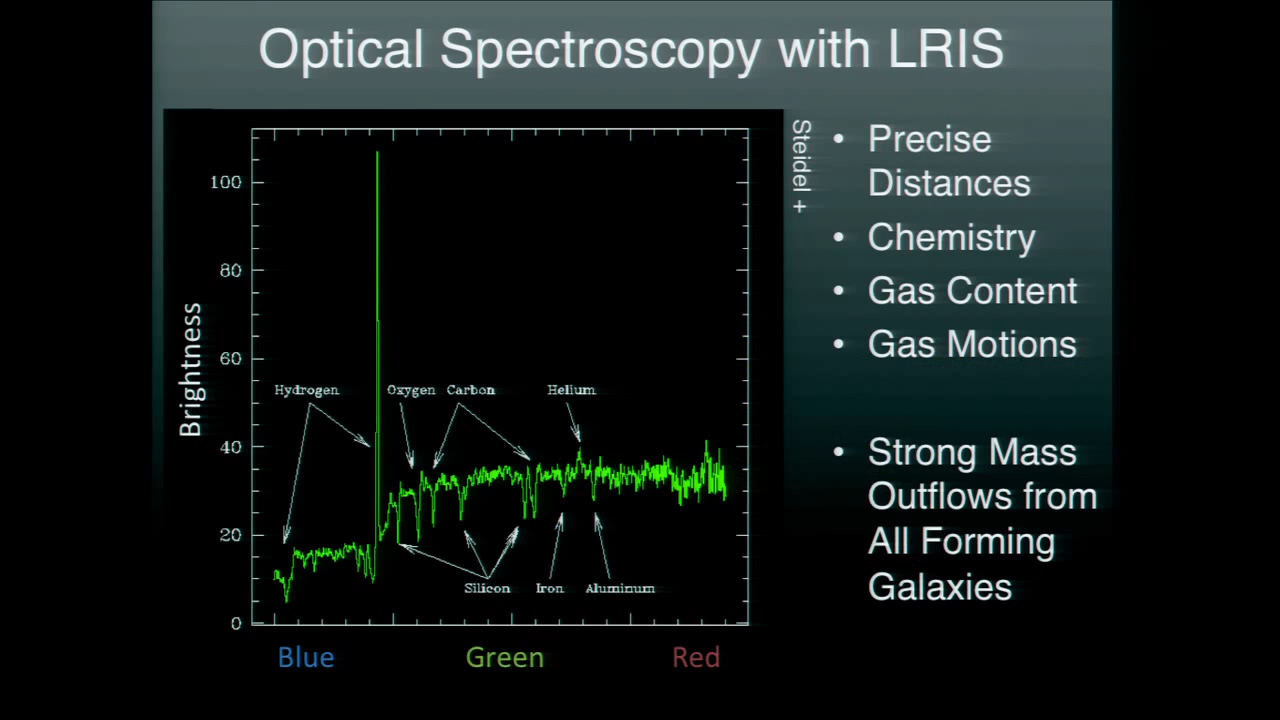 Optical Spectroscopy with LRIS
Brightness
100
80
60
40
20
0
Hydrogen
Oxygen
Carbon
Helium
Silicon
Iron
Aluminum
Blue
Green
Red
Steidel +
• Precise
Distances
• Chemistry
• Gas Content
• Gas Motions
• Strong Mass
Outflows from
All Forming
Galaxies